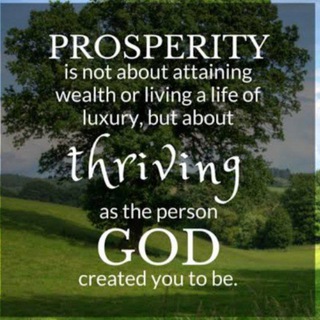 PROSPERITY
is not about attaining
wealth or living a life of
luxury, but about
thriving
as the person
GOD
created you to be.